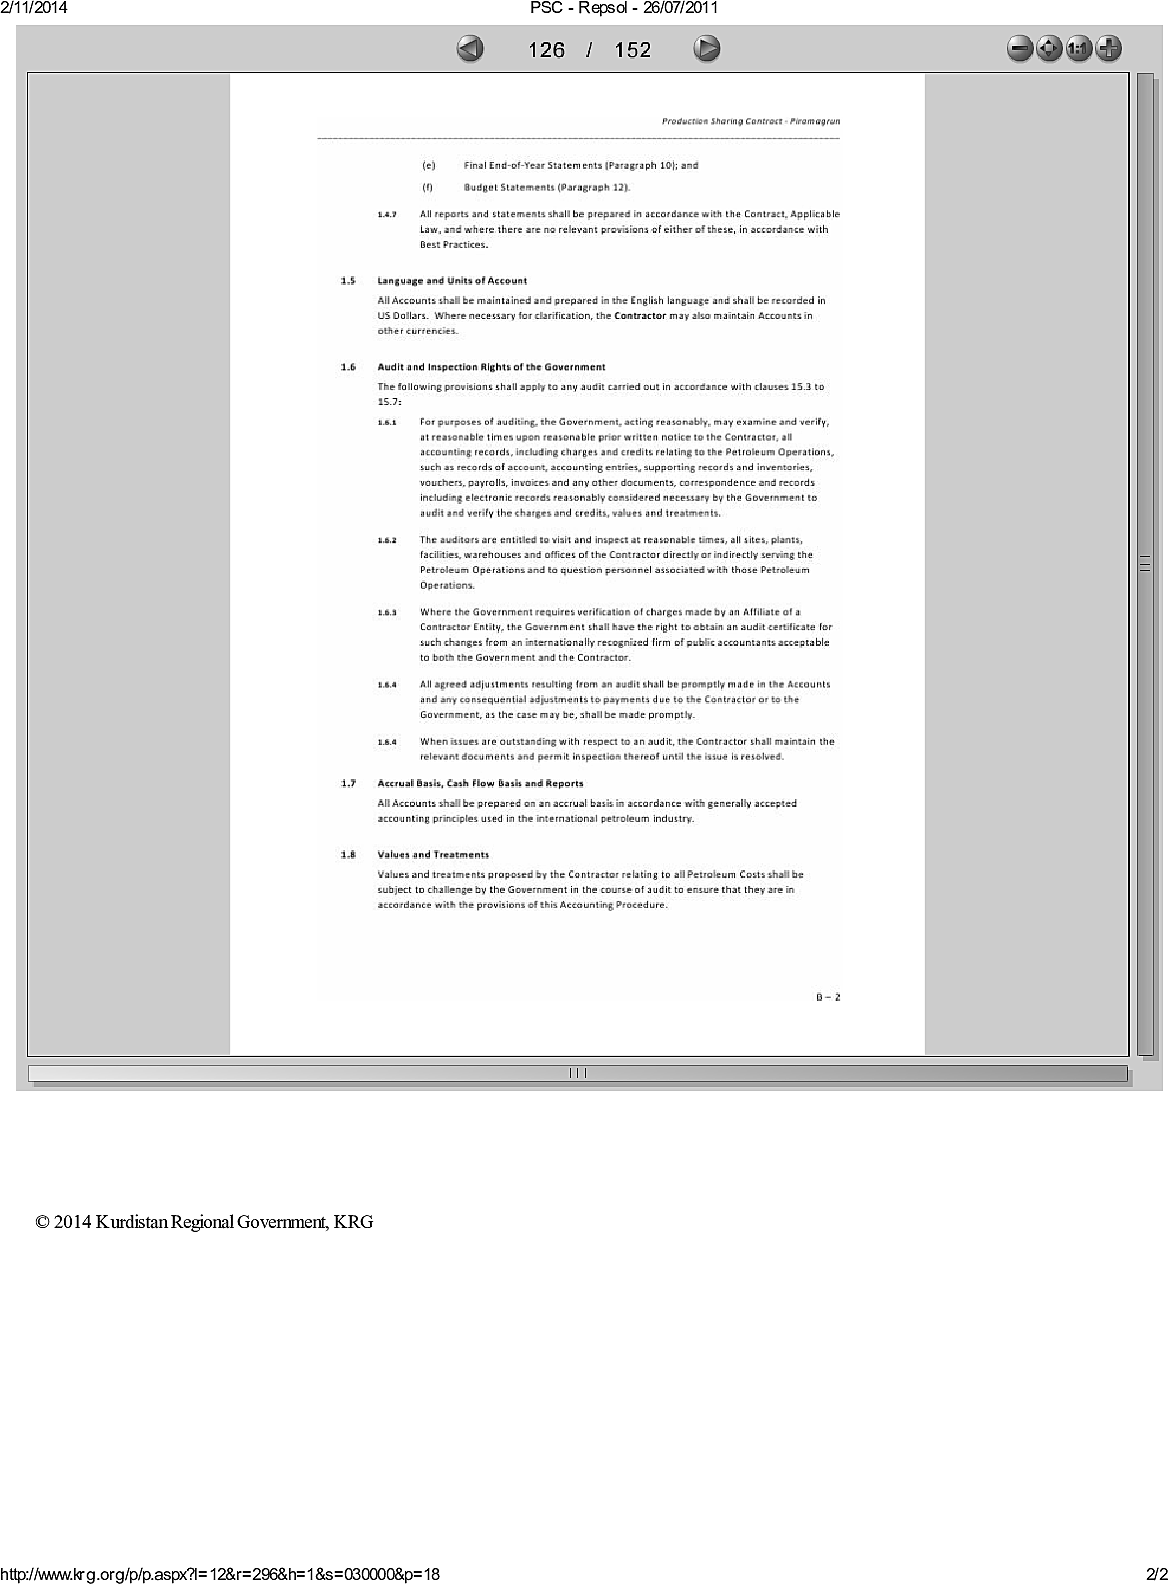 2/11/2014 PSC - Repsol - 26/07/2011
126 / 152
1:1
Production Sharing Contract - Piramagrun
(e) Final End-of-Year Statements (Paragraph 10); and
(f) Budget Statements (Paragraph 12).
1.4.7 All reports and statements shall be prepared in accordance with the Contract, Applicable
Law, and where there are no relevant provisions of either of these, in accordance with
Best Practices.
1.5 Language and Units of Account
All Accounts shall be maintained and prepared in the English language and shall be recorded in
US Dollars. Where necessary for clarification, the Contractor may also maintain Accounts in
other currencies.
1.6 Audit and Inspection Rights of the Government
The following provisions shall apply to any audit carried out in accordance with clauses 15.3 to
15.7:
1.6.1 For purposes of auditing, the Government, acting reasonably, may examine and verify,
at reasonable times upon reasonable prior written notice to the Contractor, all
accounting records, including charges and credits relating to the Petroleum Operations,
such as records of account, accounting entries, supporting records and inventories,
vouchers, payrolls, invoices and any other documents, correspondence and records
including electronic records reasonably considered necessary by the Government to
audit and verify the charges and credits, values and treatments.
1.6.2 The auditors are entitled to visit and inspect at reasonable times, all sites, plants,
facilities, warehouses and offices of the Contractor directly or indirectly serving the
Petroleum Operations and to question personnel associated with those Petroleum
Operations.
1.6.3 Where the Government requires verification of charges made by an Affiliate of a
Contractor Entity, the Government shall have the right to obtain an audit certificate for
such changes from an internationally recognized firm of public accountants acceptable
to both the Government and the Contractor.
1.6.4 All agreed adjustments resulting from an audit shall be promptly made in the Accounts
and any consequential adjustments to payments due to the Contractor or to the
Government, as the case may be, shall be made promptly.
1.6.4 When issues are outstanding with respect to an audit, the Contractor shall maintain the
relevant documents and permit inspection thereof until the issue is resolved.
1.7 Accrual Basis, Cash Flow Basis and Reports
All Accounts shall be prepared on an accrual basis in accordance with generally accepted
accounting principles used in the international petroleum industry.
1.8 Values and Treatments
Values and treatments proposed by the Contractor relating to all Petroleum Costs shall be
subject to challenge by the Government in the course of audit to ensure that they are in
accordance with the provisions of this Accounting Procedure.
B – 2
© 2014 Kurdistan Regional Government, KRG
http://www.krg.org/p/p.aspx?l=12&r=296&h=1&s=030000&p=18 2/2